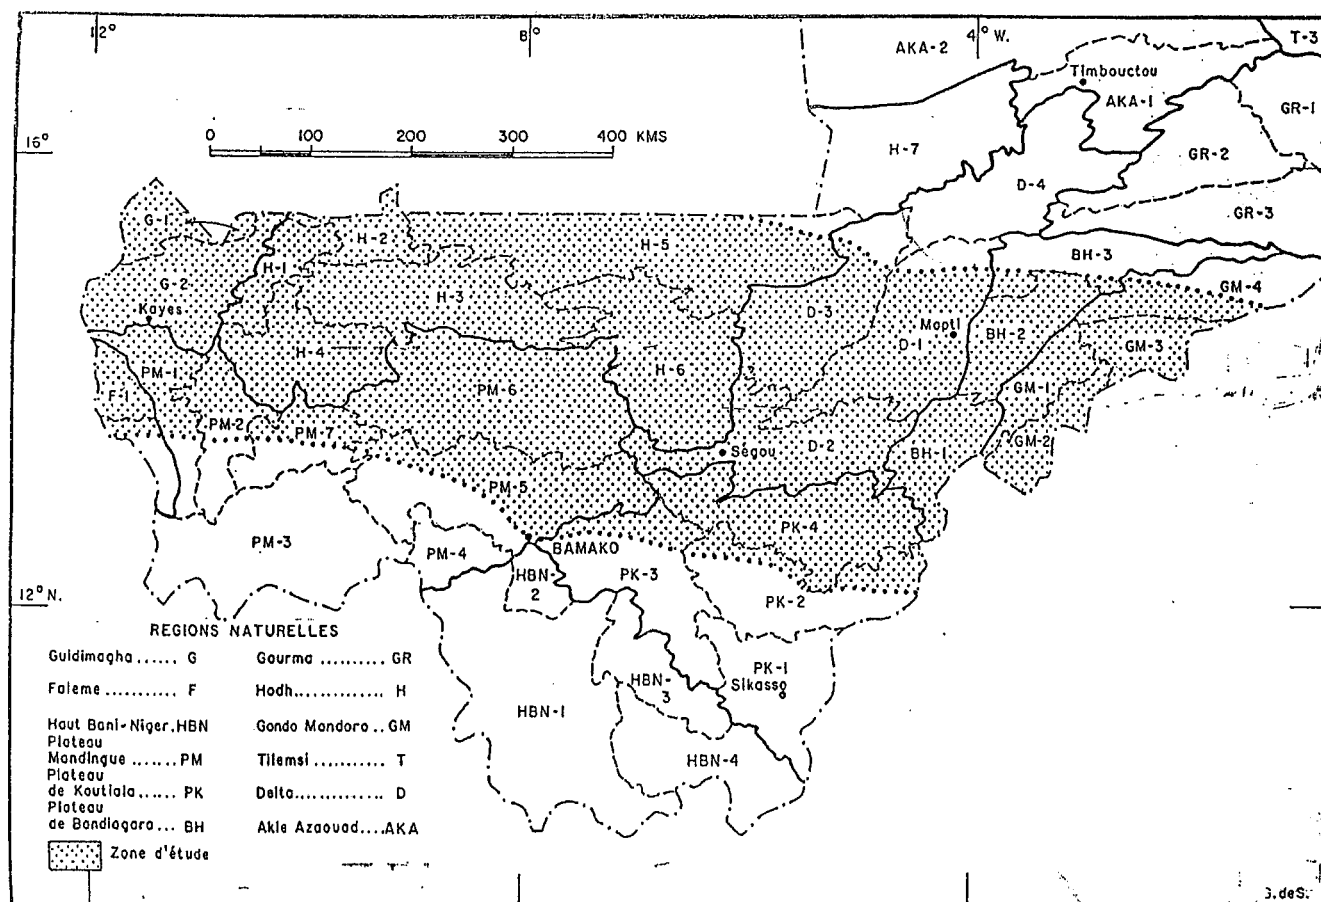 12° 8° 4° W.
AKA-2 T-3
Timbouctou
AKA-1 GR-1
0 100 200 300 400 KMS
16° H-7 GR-2
D-4
GR-3
G-1 H-2 H-5
BH-3
H-1
G-2 H-3 GM-4
Kayes D-3
Mopti BH-2
D-1 GM-3
H-4
PM-1 H-6
F-1 PM-6 GM-1
PM-2 PM-7
GM-2
Ségou D-2 BH-1
PM-5
PK-4
PM-3 BAMAKO
PM-4
HBN-2 PK-3
12° N. PK-2
PK-1
Sikasso
HBN-3
HBN-1
HBN-4
REGIONS NATURELLES
Guidimagha ...... G Gourma .......... GR
Faleme ........... F Hodh.............. H
Haut Bani-Niger.HBN Gondo Mondoro .. GM
Plateau
Mandingue ....... PM Tilemsi ........... T
Plateau
de Koutiala...... PK Delta.............. D
Plateau
de Bandiagara ... BH Akle Azaouad....AKA
Zone d'étude
G.deS.